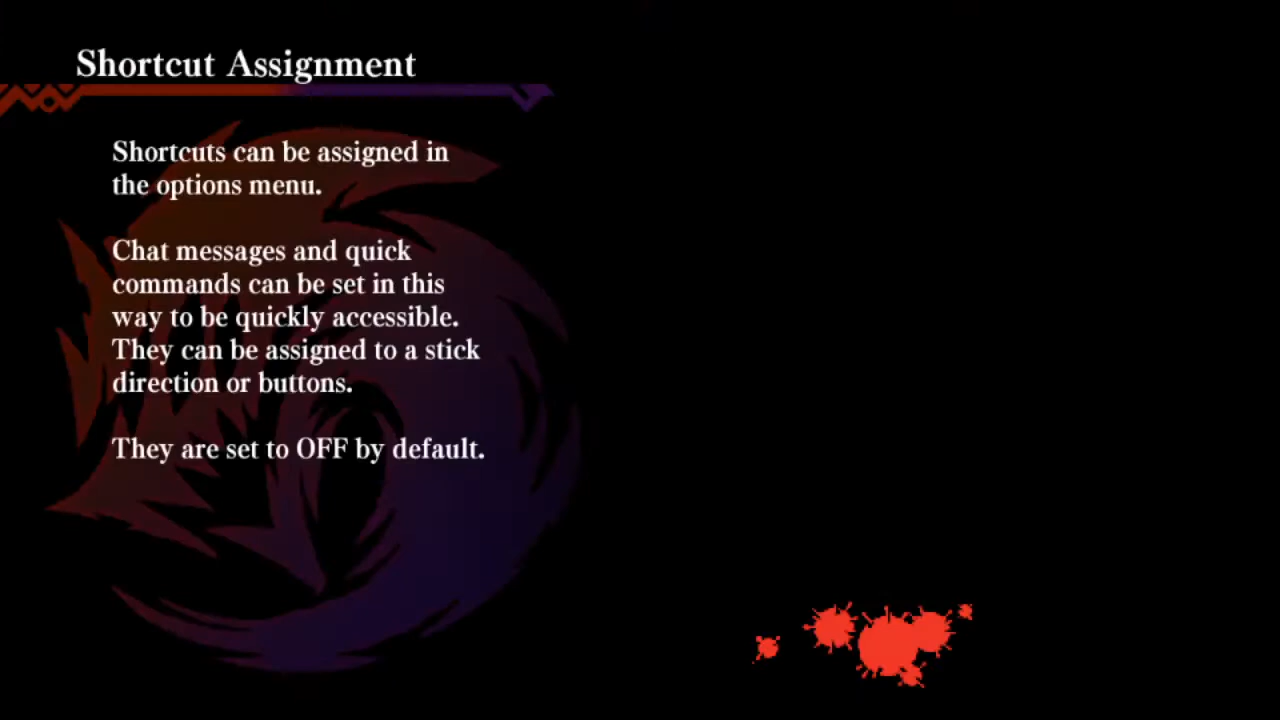 Shortcut Assignment
Shortcuts can be assigned in
the options menu.
Chat messages and quick
commands can be set in this
way to be quickly accessible.
They can be assigned to a stick
direction or buttons.
They are set to OFF by default.